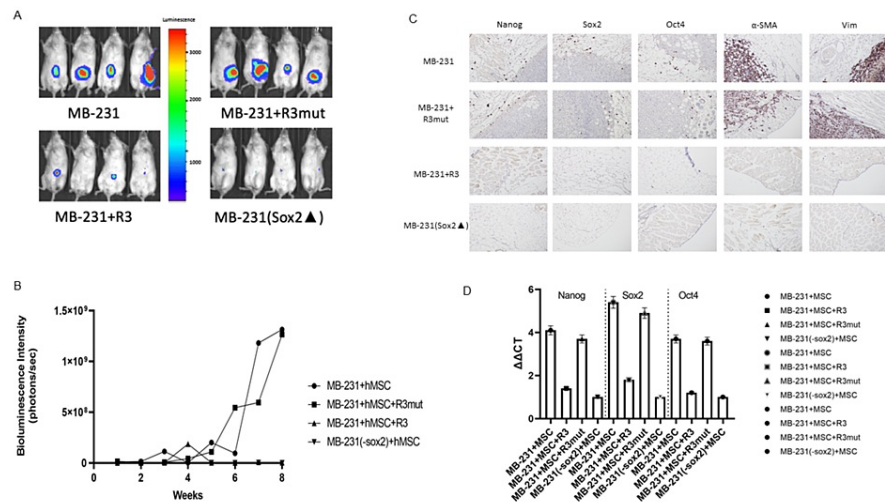 A
Luminescence
3000
2000
1000
MB-231
MB-231+R3mut
MB-231+R3
MB-231(Sox2▲)
B
Bioluminescence Intensity
(photons/sec)
1.5×10⁹
1×10⁹
5×10⁸
0
0
2
4
6
8
Weeks
MB-231+hMSC
MB-231+hMSC+R3mut
MB-231+hMSC+R3
MB-231(-sox2)+hMSC
C
Nanog
Sox2
Oct4
α-SMA
Vim
MB-231
MB-231+
R3mut
MB-231+R3
MB-231(Sox2▲)
D
ΔΔCT
6
4
2
0
Nanog
Sox2
Oct4
MB-231+MSC
MB-231+MSC+R3
MB-231+MSC+R3mut
MB-231(-sox2)+MSC
MB-231+MSC
MB-231+MSC+R3
MB-231+MSC+R3mut
MB-231(-sox2)+MSC
MB-231+MSC
MB-231+MSC+R3
MB-231+MSC+R3mut
MB-231(-sox2)+MSC
MB-231+MSC
MB-231+MSC+R3
MB-231+MSC+R3mut
MB-231(-sox2)+MSC
MB-231+MSC
MB-231+MSC+R3
MB-231+MSC+R3mut
MB-231(-sox2)+MSC
MB-231+MSC
MB-231+MSC+R3
MB-231+MSC+R3mut
MB-231(-sox2)+MSC